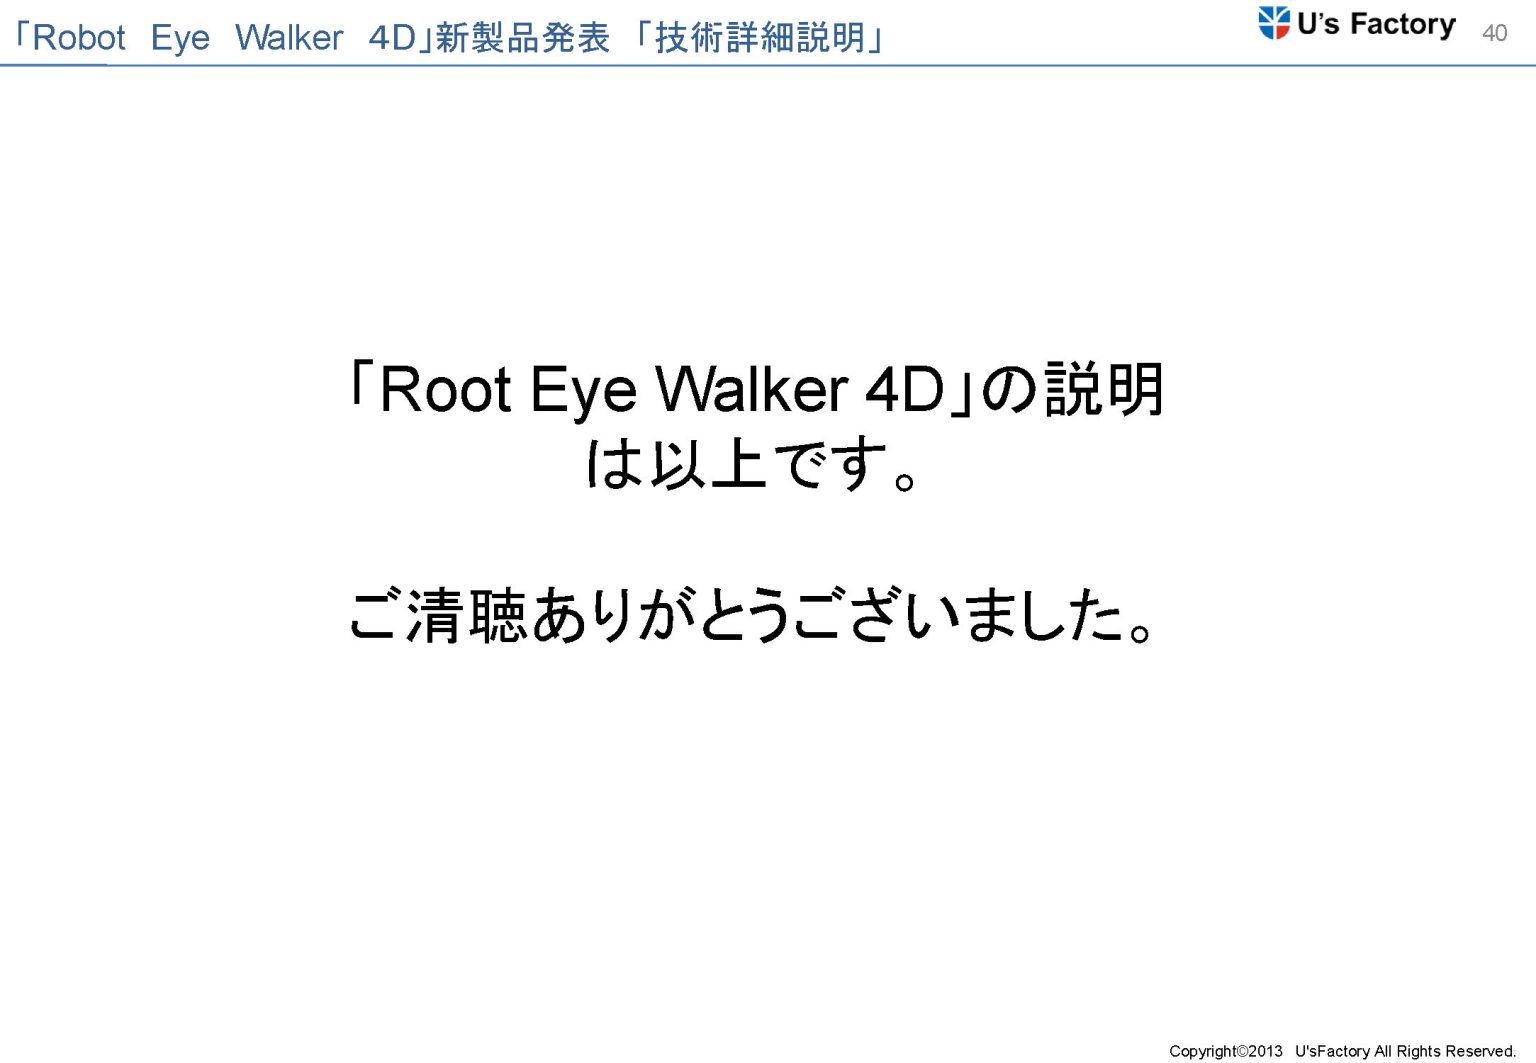 「Robot　Eye　Walker　４D」新製品発表　「技術詳細説明」
U's Factory
40
「Root Eye Walker 4D」の説明
は以上です。
ご清聴ありがとうございました。
Copyright©2013　U'sFactory All Rights Reserved.